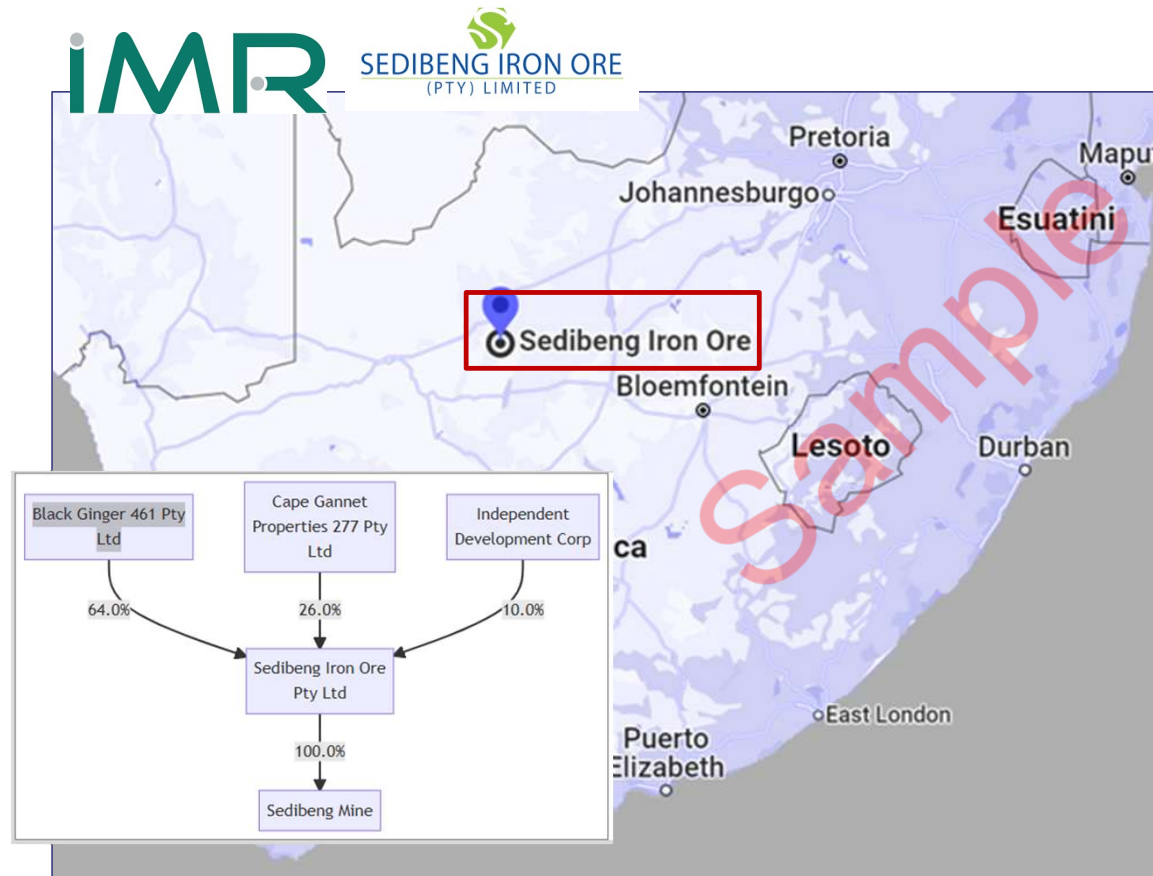 iMR
SEDIBENG IRON ORE
(PTY) LIMITED
Pretoria
Maput
Johannesburgo
Esuatini
Sedibeng Iron Ore
Bloemfontein
Lesoto
Durban
Sample
ca
East London
Puerto
Elizabeth
Black Ginger 461 Pty
Ltd
Cape Gannet
Properties 277 Pty
Ltd
Independent
Development Corp
64.0%
26.0%
10.0%
Sedibeng Iron Ore
Pty Ltd
100.0%
Sedibeng Mine